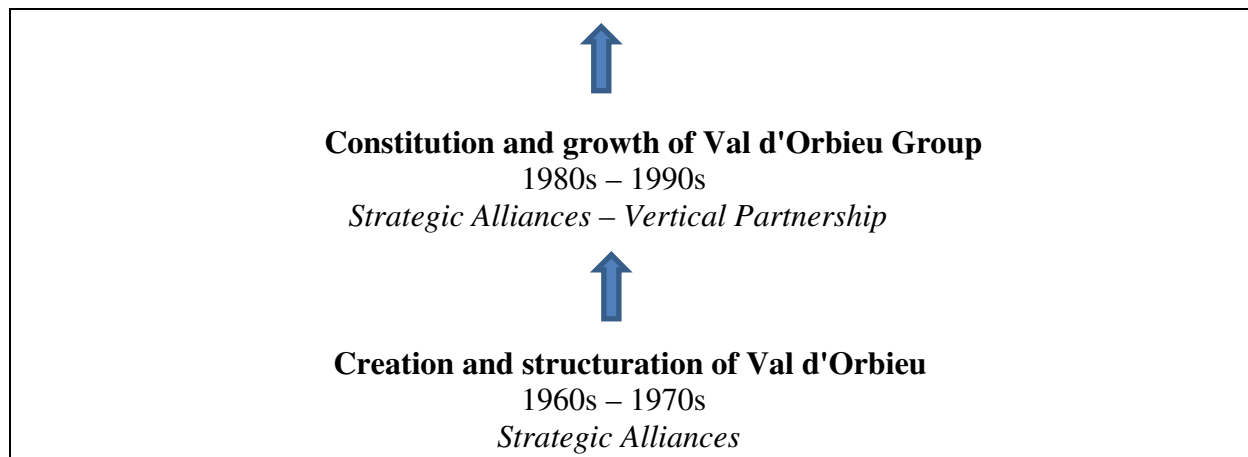 Constitution and growth of Val d'Orbieu Group
1980s – 1990s
Strategic Alliances – Vertical Partnership
Creation and structuration of Val d'Orbieu
1960s – 1970s
Strategic Alliances